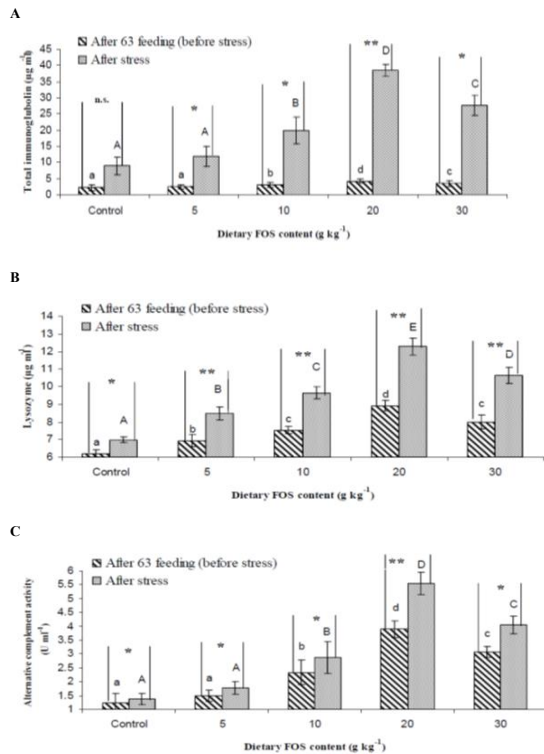 A
After 63 feeding (before stress)
After stress
Total immunoglubolin (µg ml-1)
45
40
35
30
25
20
15
10
5
0
n.s.
a
A
*
a
A
*
b
B
**
d
D
*
c
C
Control
5
10
20
30
Dietary FOS content (g kg-1)
B
After 63 feeding (before stress)
After stress
Lysozyme (µg ml-1)
14
13
12
11
10
9
8
7
6
*
a
A
**
b
B
**
c
C
**
d
E
**
c
D
Control
5
10
20
30
Dietary FOS content (g kg-1)
C
After 63 feeding (before stress)
After stress
Alternative complement activity
(U ml-1)
5.5
5
4.5
4
3.5
3
2.5
2
1.5
1
*
a
A
*
a
A
*
b
B
**
d
D
*
c
C
Control
5
10
20
30
Dietary FOS content (g kg-1)